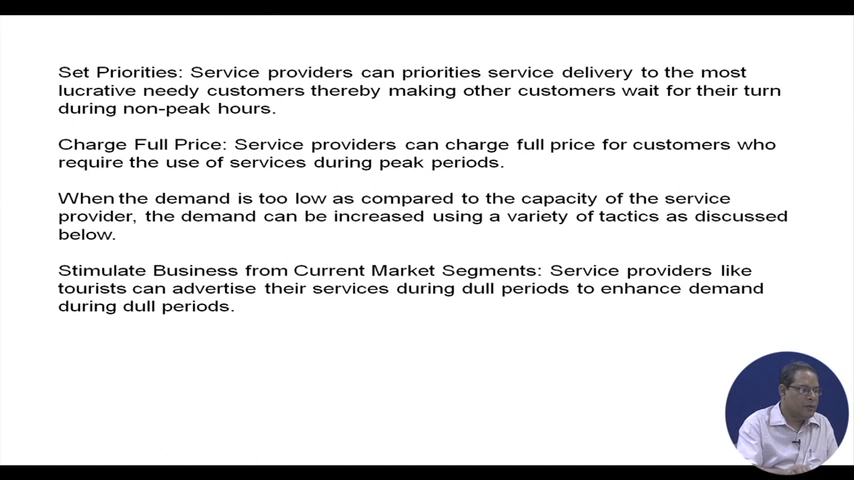 Set Priorities: Service providers can priorities service delivery to the most
lucrative needy customers thereby making other customers wait for their turn
during non-peak hours.
Charge Full Price: Service providers can charge full price for customers who
require the use of services during peak periods.
When the demand is too low as compared to the capacity of the service
provider, the demand can be increased using a variety of tactics as discussed
below.
Stimulate Business from Current Market Segments: Service providers like
tourists can advertise their services during dull periods to enhance demand
during dull periods.